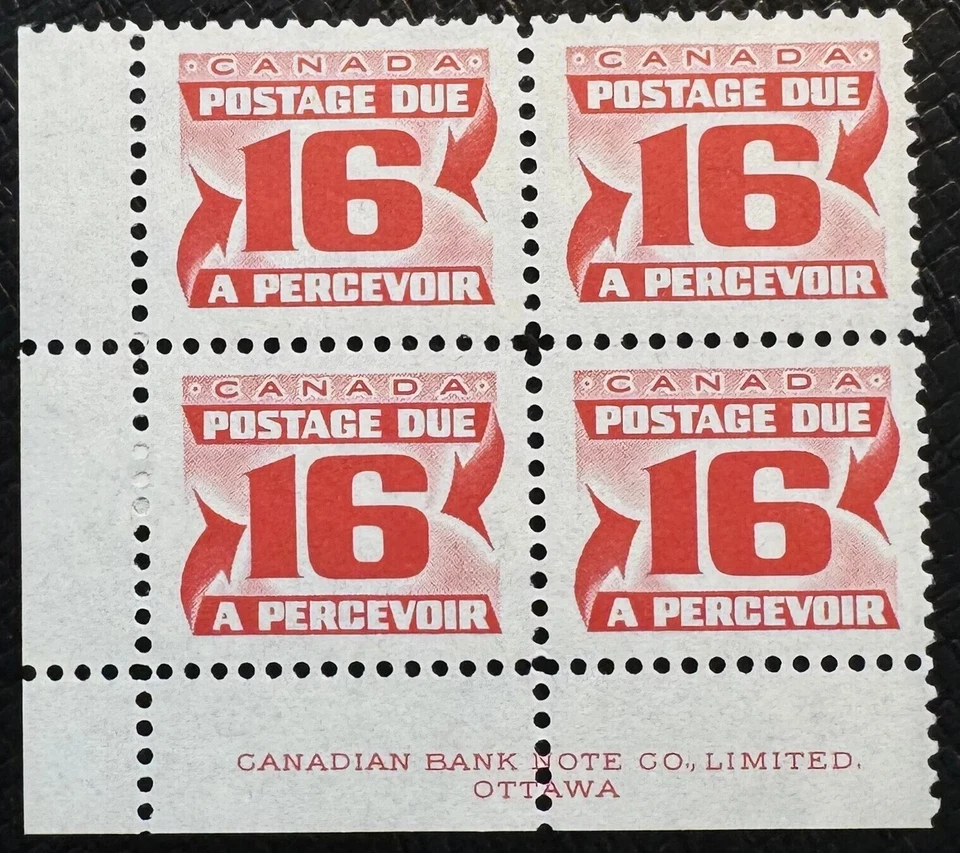 CANADA
POSTAGE DUE
16
A PERCEVOIR
CANADA
POSTAGE DUE
16
A PERCEVOIR
CANADA
POSTAGE DUE
16
A PERCEVOIR
CANADA
POSTAGE DUE
16
A PERCEVOIR
CANADIAN BANK NOTE CO., LIMITED.
OTTAWA